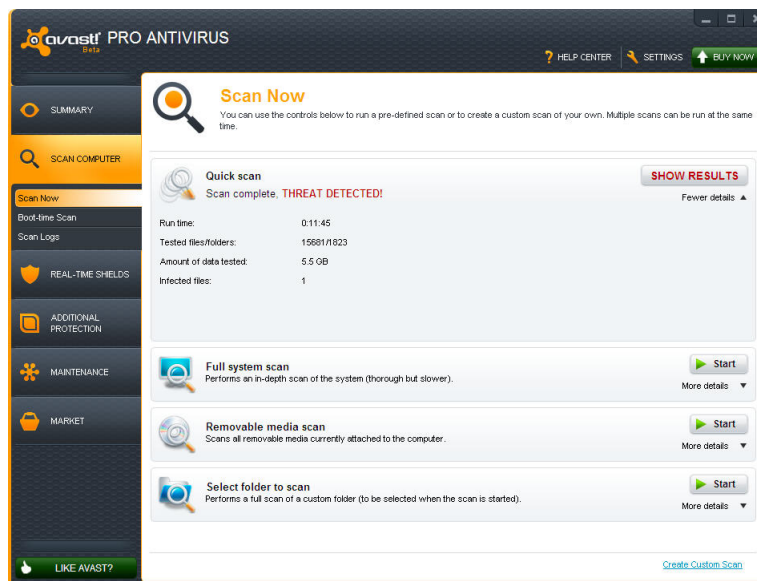 avast! PRO ANTIVIRUS
Beta
HELP CENTER
SETTINGS
BUY NOW
SUMMARY
SCAN COMPUTER
Scan Now
Boot-time Scan
Scan Logs
REAL-TIME SHIELDS
ADDITIONAL
PROTECTION
MAINTENANCE
MARKET
LIKE AVAST?
Scan Now
You can use the controls below to run a pre-defined scan or to create a custom scan of your own. Multiple scans can be run at the same
time.
Quick scan
SHOW RESULTS
Scan complete, THREAT DETECTED!
Fewer details
Run time: 0:11:45
Tested files/folders: 15681/1823
Amount of data tested: 5.5 GB
Infected files: 1
Full system scan
Start
Performs an in-depth scan of the system (thorough but slower).
More details
Removable media scan
Start
Scans all removable media currently attached to the computer.
More details
Select folder to scan
Start
Performs a full scan of a custom folder (to be selected when the scan is started).
More details
Create Custom Scan